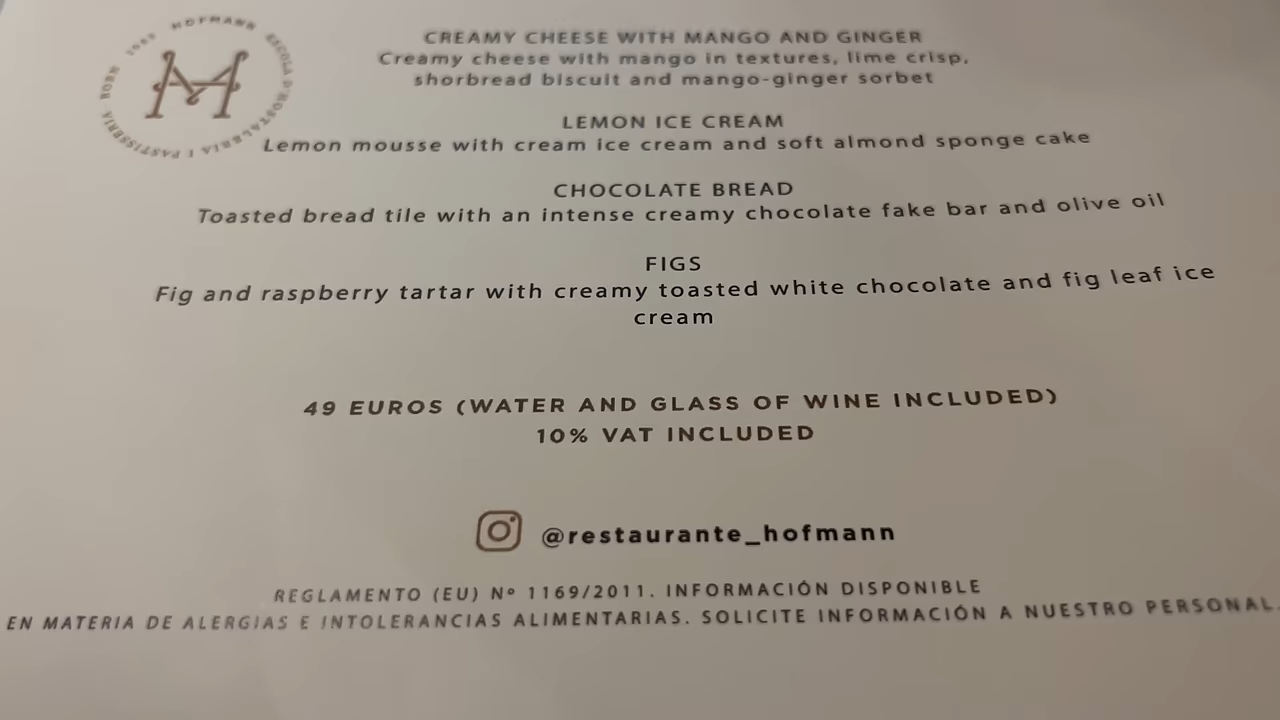 HOFMANN ESCOLA D'HOSTALERIA I PASTISSERIA
CREAMY CHEESE WITH MANGO AND GINGER
Creamy cheese with mango in textures, lime crisp,
shorbread biscuit and mango-ginger sorbet
LEMON ICE CREAM
Lemon mousse with cream ice cream and soft almond sponge cake
CHOCOLATE BREAD
Toasted bread tile with an intense creamy chocolate fake bar and olive oil
FIGS
Fig and raspberry tartar with creamy toasted white chocolate and fig leaf ice
cream
49 EUROS (WATER AND GLASS OF WINE INCLUDED)
10% VAT INCLUDED
@restaurante_hofmann
REGLAMENTO (EU) Nº 1169/2011. INFORMACIÓN DISPONIBLE
EN MATERIA DE ALERGIAS E INTOLERANCIAS ALIMENTARIAS. SOLICITE INFORMACIÓN A NUESTRO PERSONAL.